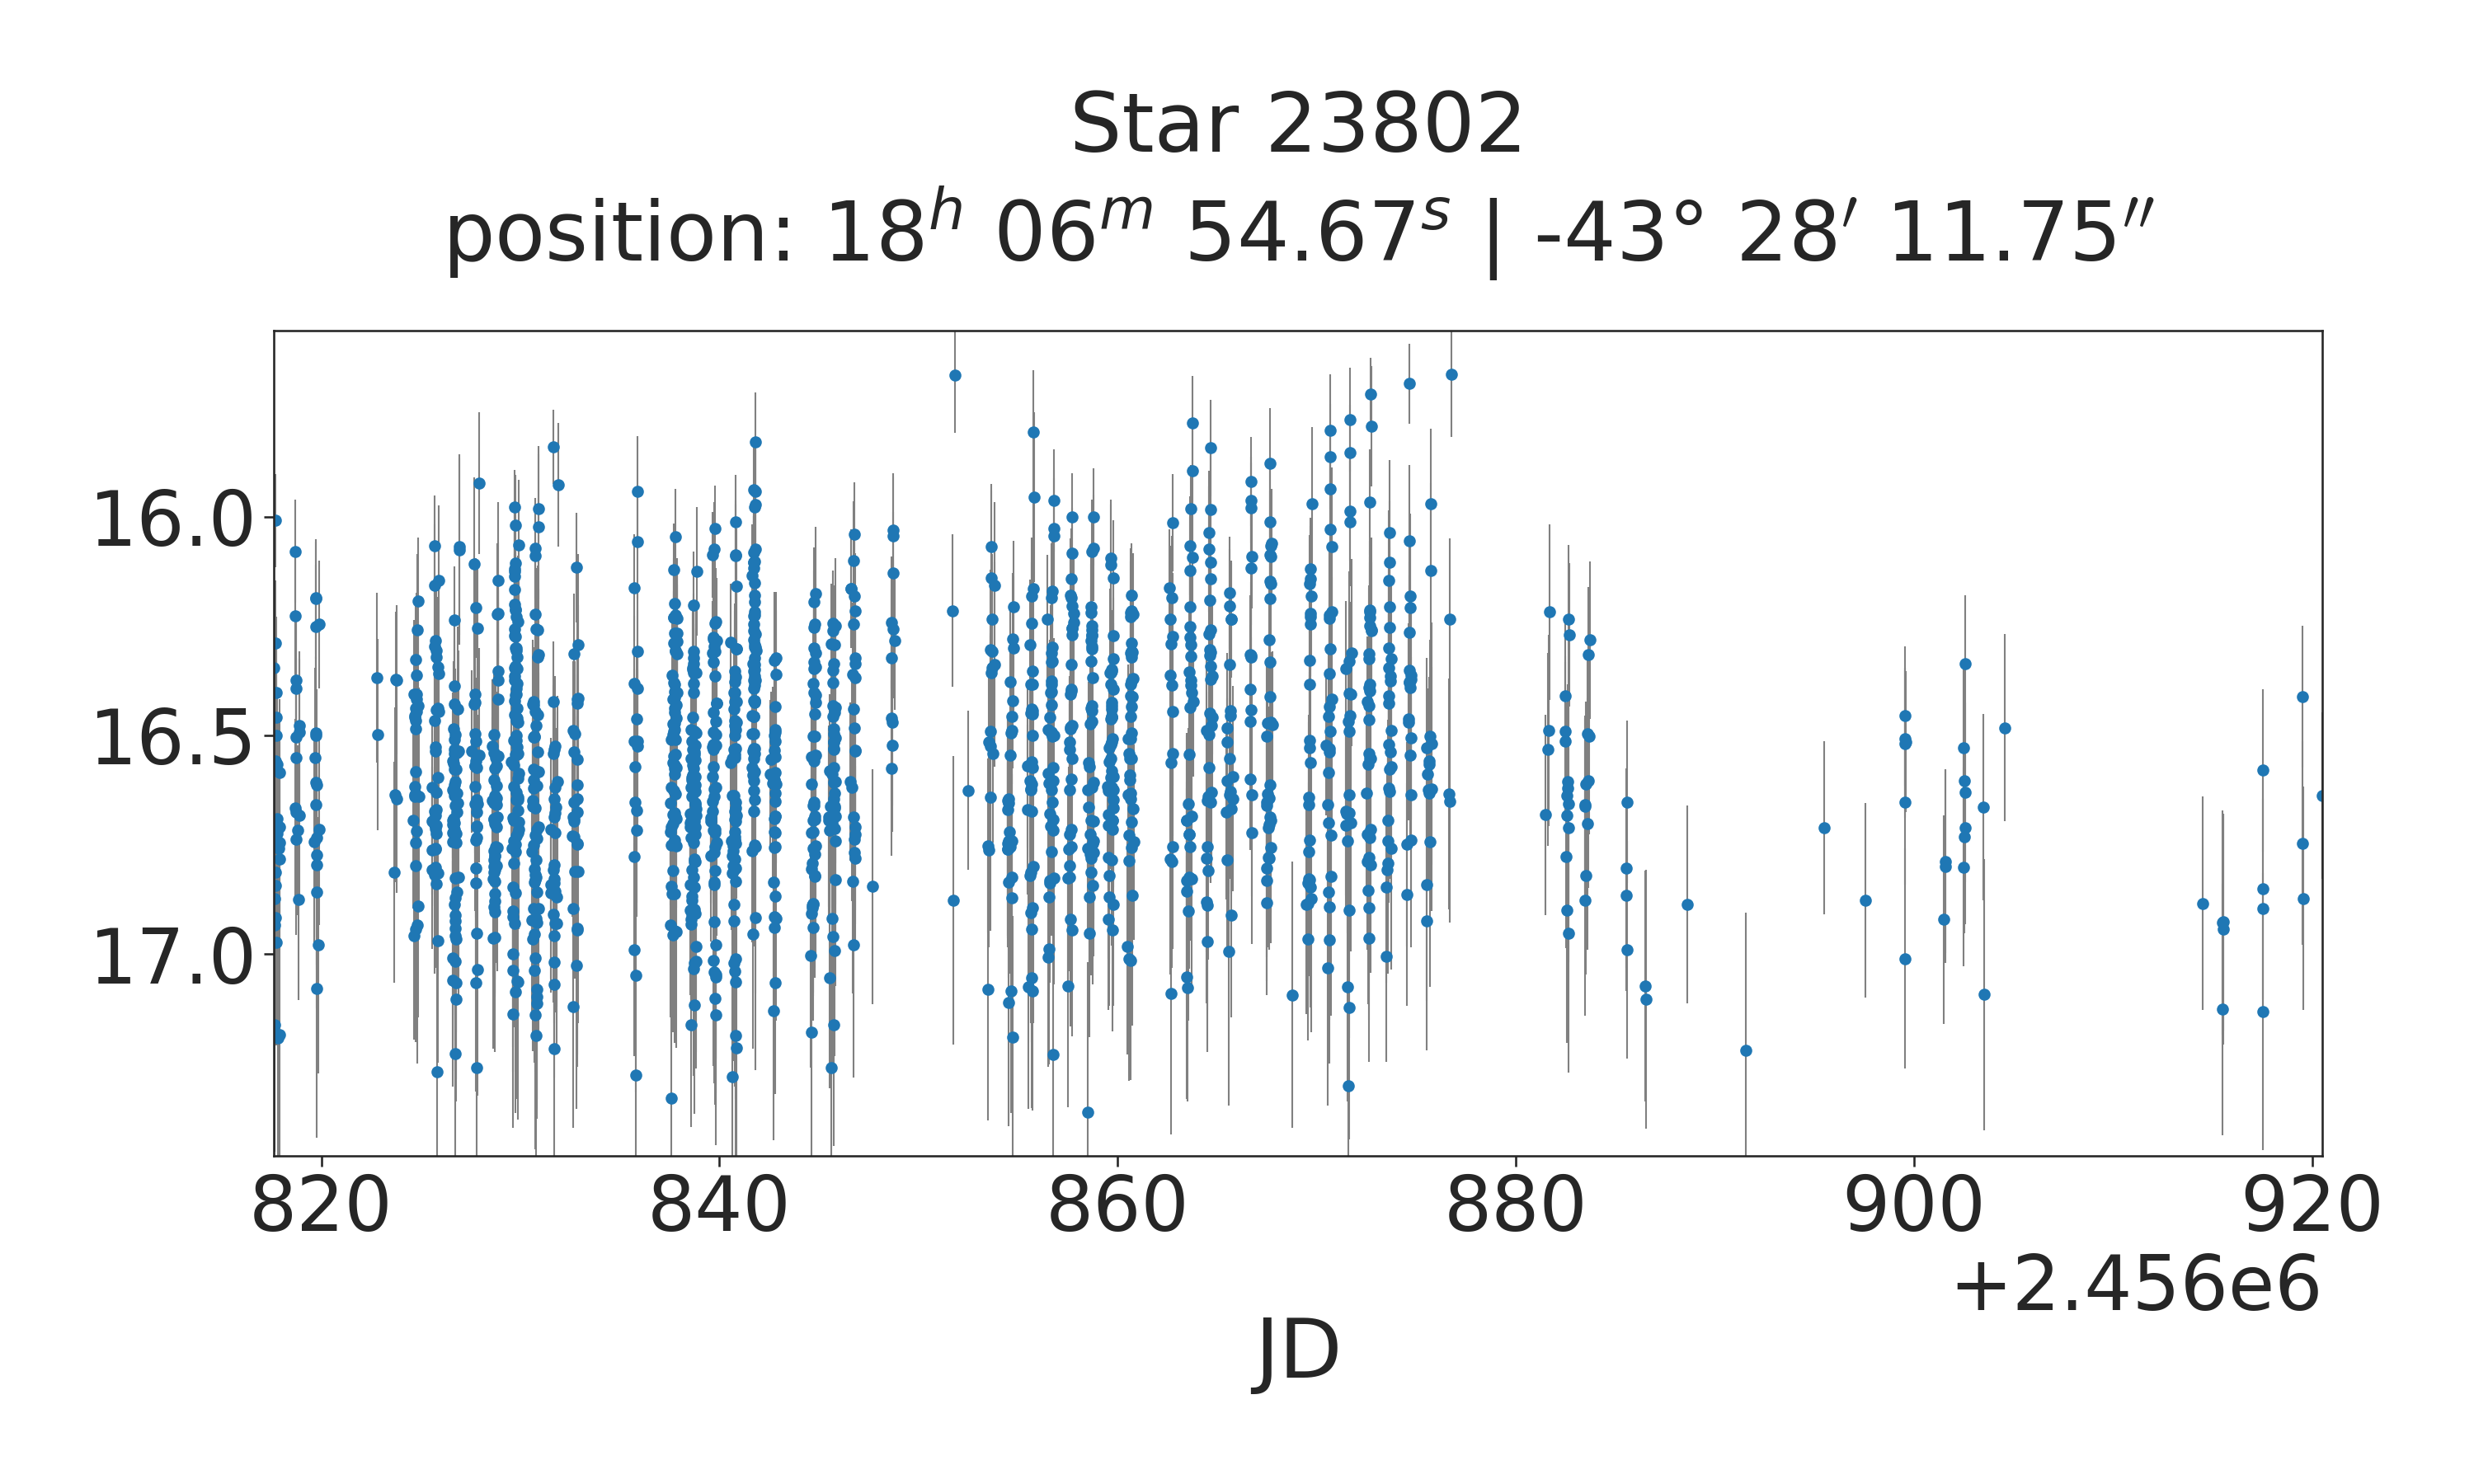 Star 23802
position: 18ʰ 06ᵐ 54.67ˢ | -43° 28′ 11.75′′
16.0
16.5
17.0
820 840 860 880 900 920
+2.456e6
JD